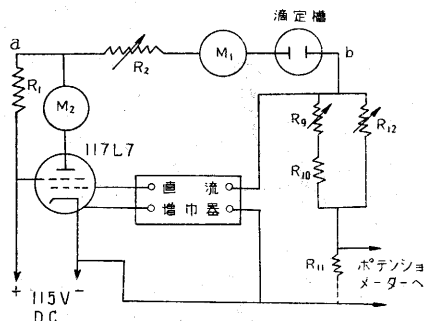 滴定槽
a
b
R₁
R₂
M₁
M₂
R₉
R₁₂
117L7
R₁₀
直流
増巾器
R₁₁
ポテンショ
メーターへ
+ 115V −
D.C